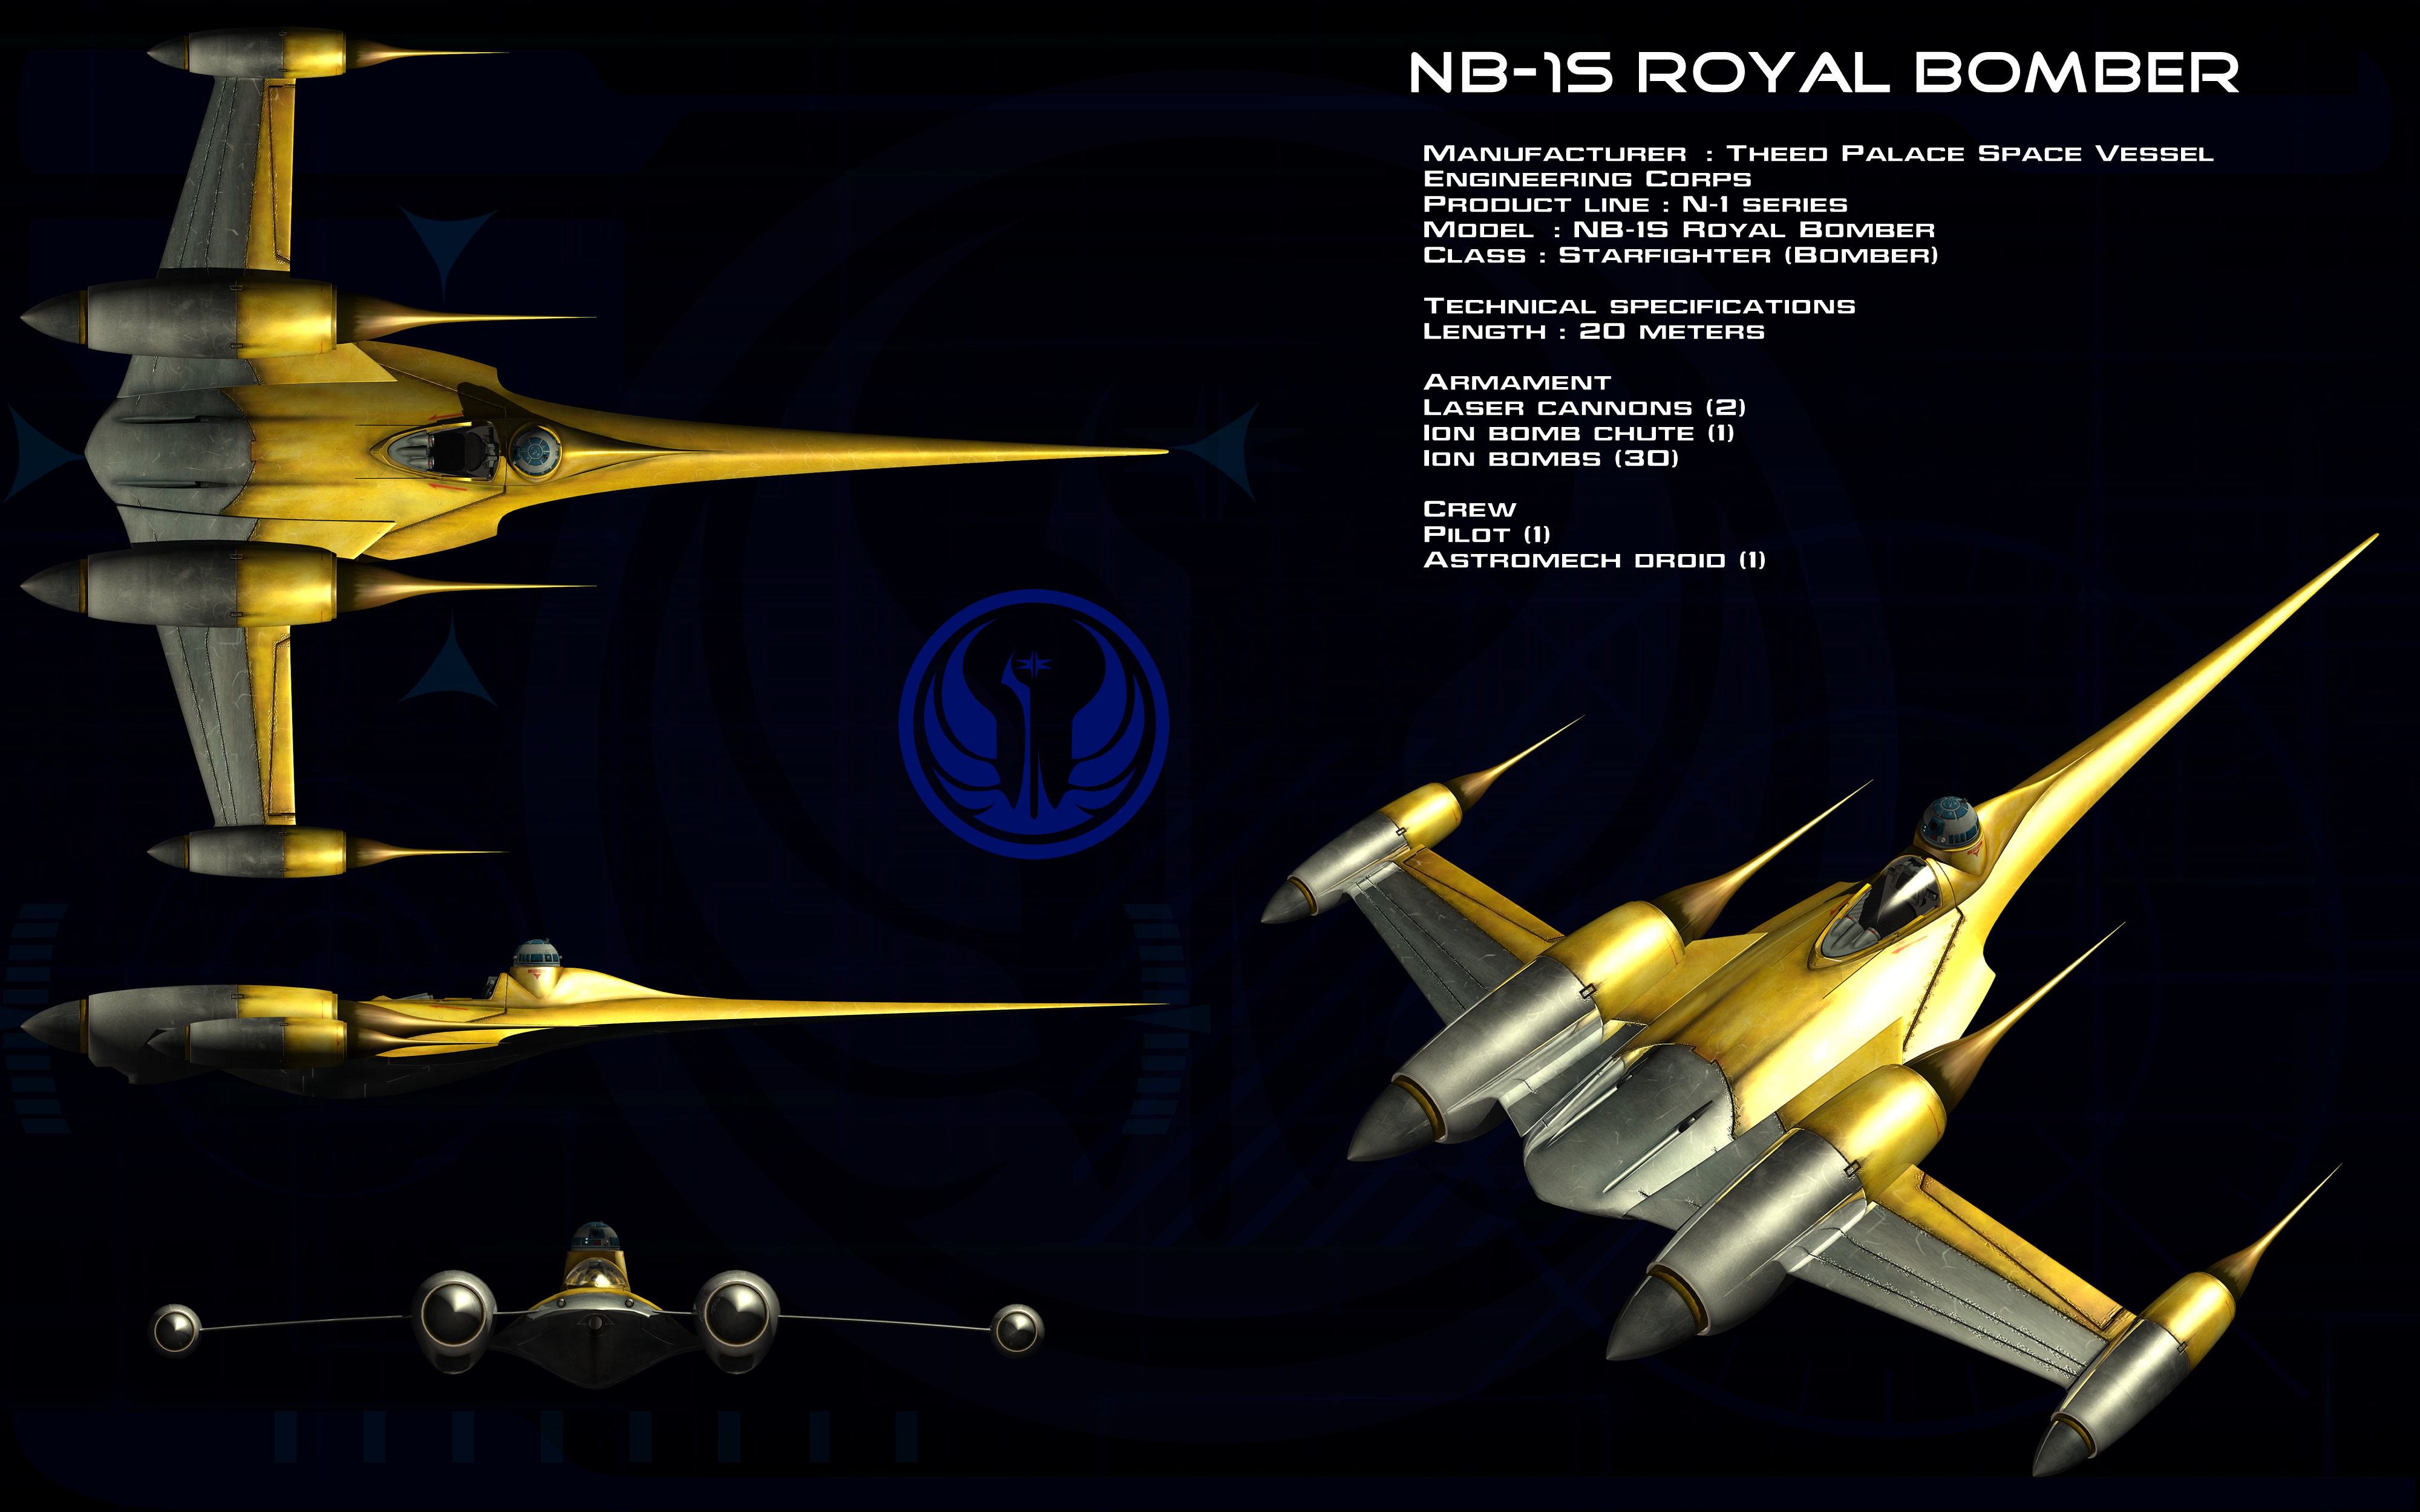 NB-1S ROYAL BOMBER
Manufacturer : Theed Palace Space Vessel
Engineering Corps
Product line : N-1 series
Model : NB-1S Royal Bomber
Class : Starfighter (Bomber)
Technical specifications
Length : 20 meters
Armament
Laser cannons (2)
Ion bomb chute (1)
Ion bombs (30)
Crew
Pilot (1)
Astromech droid (1)